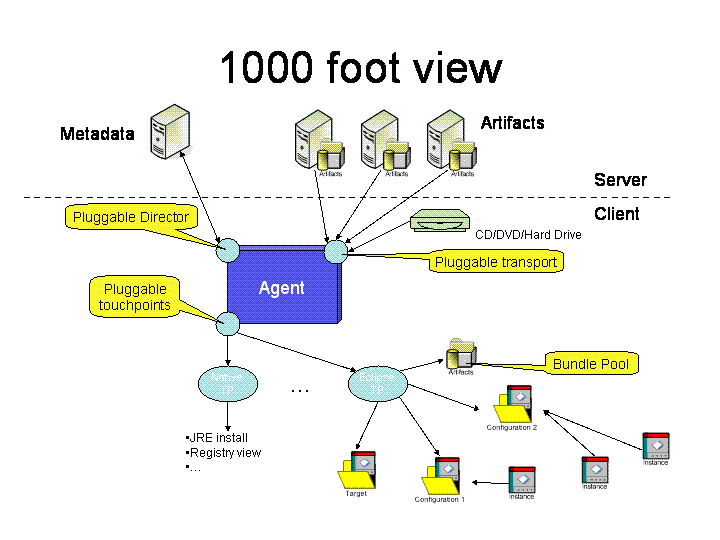 1000 foot view
Metadata
Artifacts
Artifacts
Artifacts
Artifacts
Server
Client
Pluggable Director
CD/DVD/Hard Drive
Pluggable transport
Agent
Pluggable
touchpoints
Native
TP
...
Eclipse
TP
Artifacts
Bundle Pool
•JRE install
•Registry view
•...
Configuration 2
Instance
Instance
Instance
Target
Configuration 1